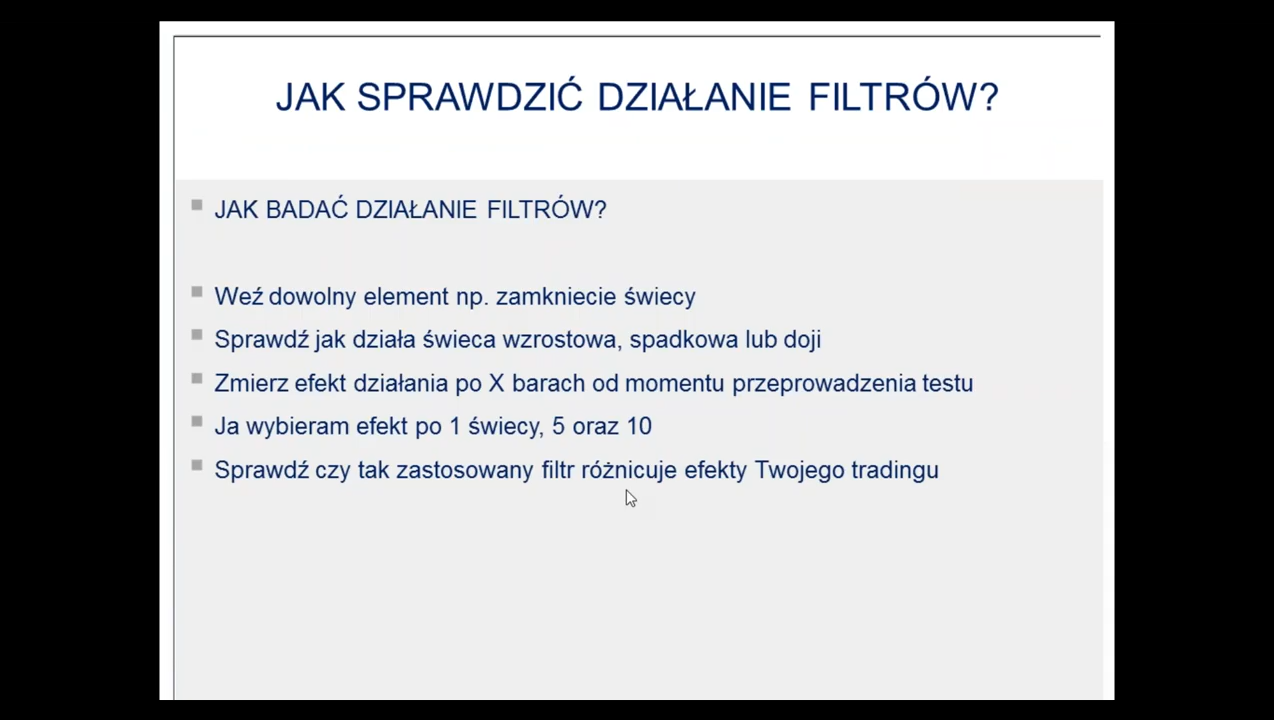 JAK SPRAWDZIĆ DZIAŁANIE FILTRÓW?
JAK BADAĆ DZIAŁANIE FILTRÓW?
Weź dowolny element np. zamkniecie świecy
Sprawdź jak działa świeca wzrostowa, spadkowa lub doji
Zmierz efekt działania po X barach od momentu przeprowadzenia testu
Ja wybieram efekt po 1 świecy, 5 oraz 10
Sprawdź czy tak zastosowany filtr różnicuje efekty Twojego tradingu